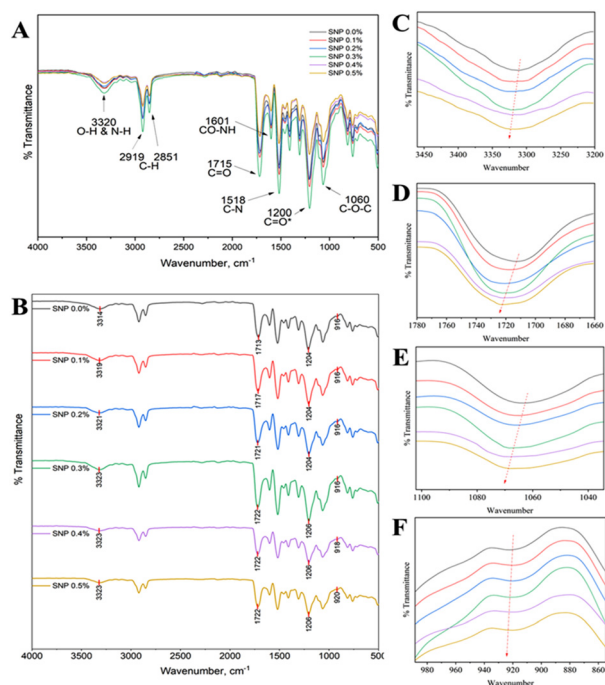 A
SNP 0.0%
SNP 0.1%
SNP 0.2%
SNP 0.3%
SNP 0.4%
SNP 0.5%
% Transmittance
3320
O-H & N-H
2919
2851
C-H
1601
CO-NH
1715
C=O
1518
C-N
1200
C=O*
1060
C-O-C
4000 3500 3000 2500 2000 1500 1000 500
Wavenumber, cm-1
B
% Transmittance
SNP 0.0%
3314
1713
1204
916
SNP 0.1%
3319
1717
1204
916
SNP 0.2%
3321
1721
1204
916
SNP 0.3%
3323
1722
1206
916
SNP 0.4%
3323
1722
1206
918
SNP 0.5%
3323
1722
1206
920
4000 3500 3000 2500 2000 1500 1000 500
Wavenumber, cm-1
C
% Transmittance
3450 3400 3350 3300 3250 3200
Wavenumber
D
% Transmittance
1780 1760 1740 1720 1700 1680 1660
Wavenumber
E
% Transmittance
1100 1080 1060 1040
Wavenumber
F
% Transmittance
980 960 940 920 900 880 860
Wavenumber